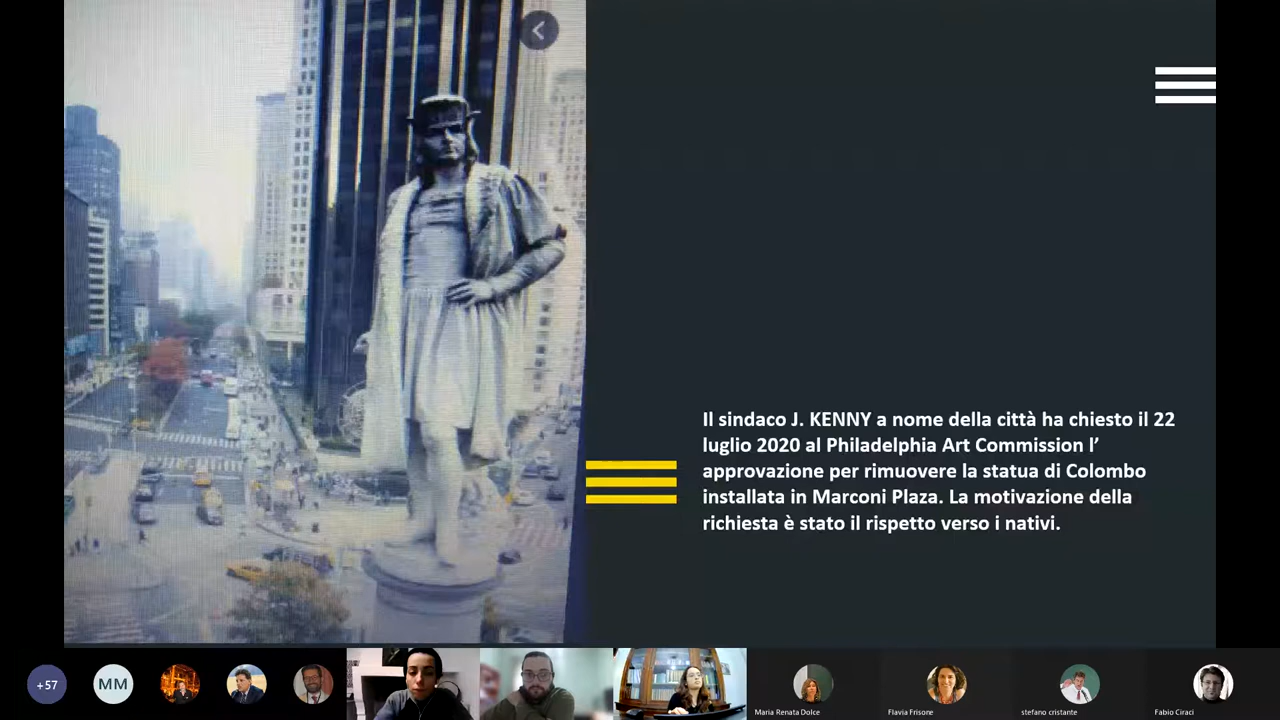 Il sindaco J. KENNY a nome della città ha chiesto il 22
luglio 2020 al Philadelphia Art Commission l’
approvazione per rimuovere la statua di Colombo
installata in Marconi Plaza. La motivazione della
richiesta è stato il rispetto verso i nativi.
+57
MM
Maria Renata Dolce
Flavia Frisone
stefano cristante
Fabio Ciraci